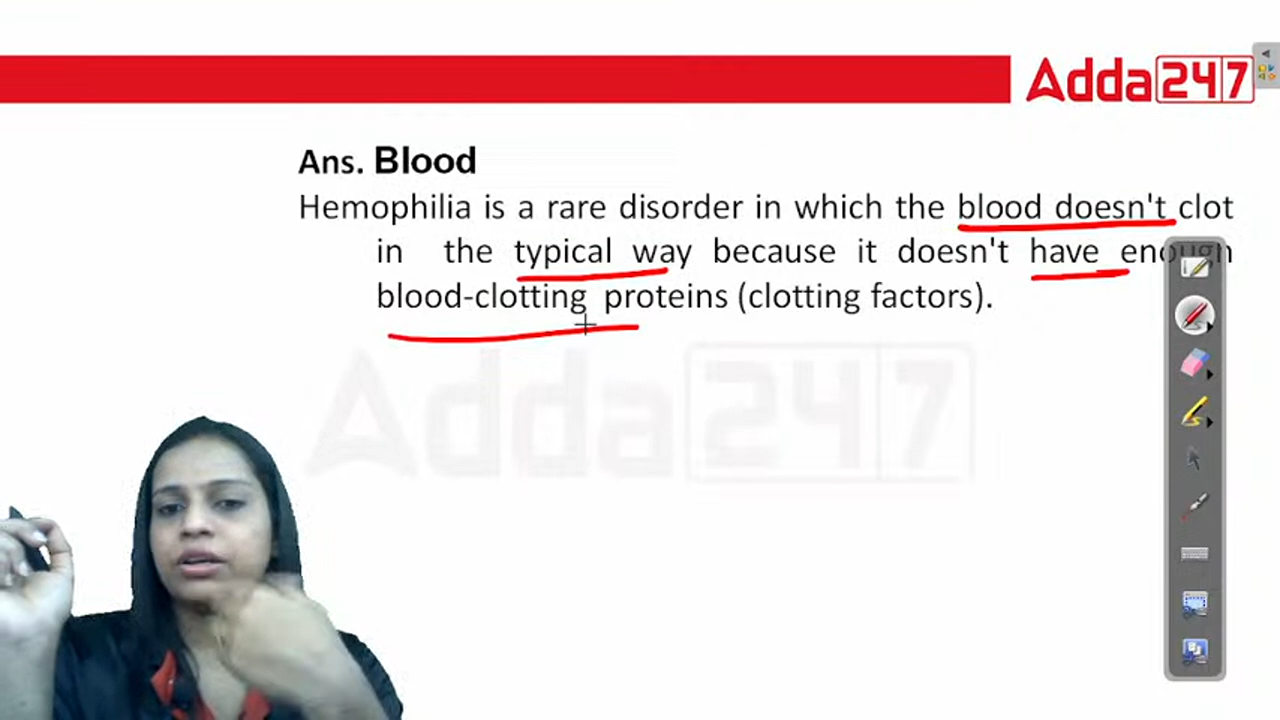 Adda247
Ans. Blood
Hemophilia is a rare disorder in which the blood doesn't clot
in the typical way because it doesn't have enough
blood-clotting proteins (clotting factors).
Adda247